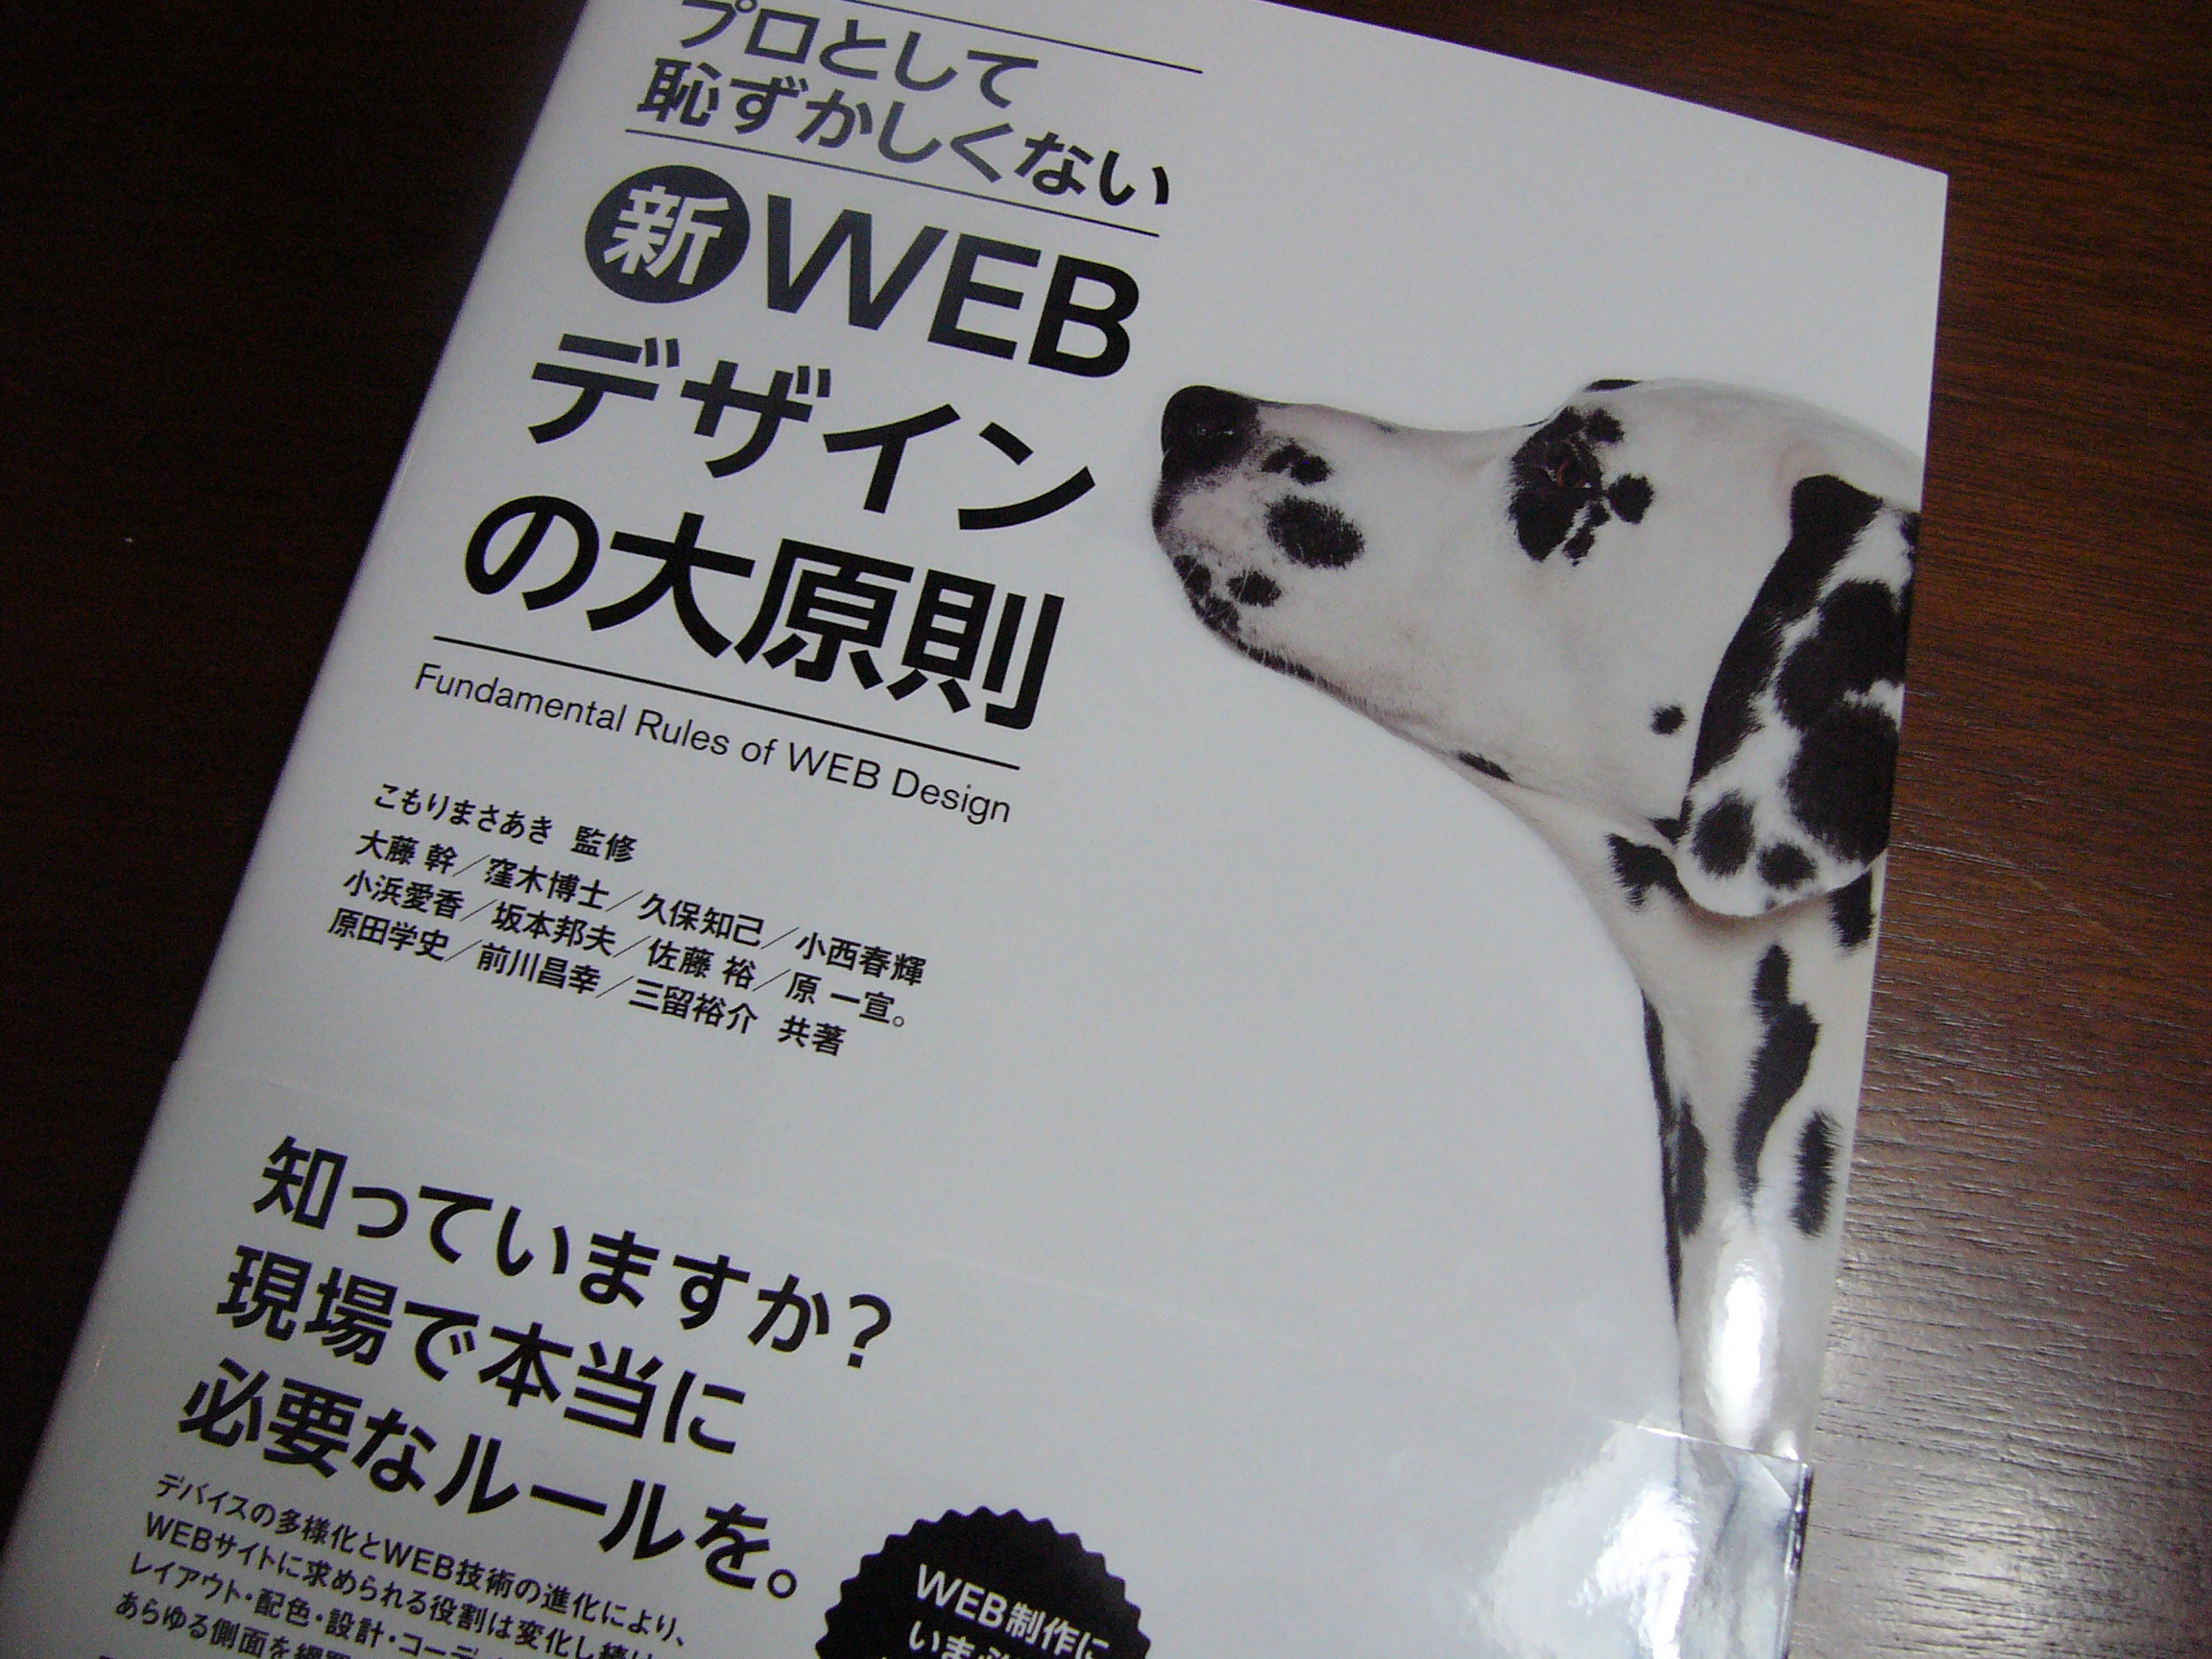 プロとして
恥ずかしくない
新WEB
デザイン
の大原則
Fundamental Rules of WEB Design
こもりまさあき 監修
大藤 幹／窪木博士／久保知己／小西春輝
小浜愛香／坂本邦夫／佐藤 裕／原 一宣。
原田学史／前川昌幸／三留裕介 共著
知っていますか？
現場で本当に
必要なルールを。
デバイスの多様化とWEB技術の進化により、
WEBサイトに求められる役割は変化し続け
レイアウト・配色・設計・コーデ
あらゆる側面を網
WEB制作に
いま